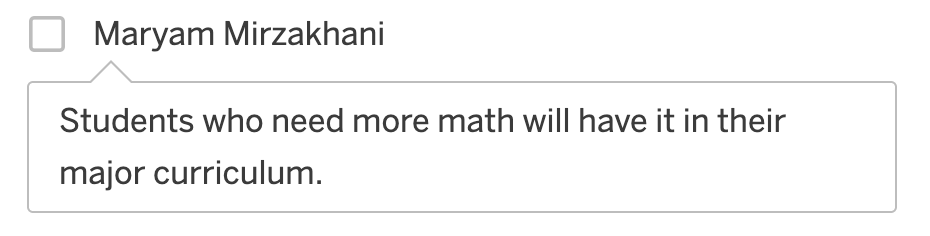 Maryam Mirzakhani
Students who need more math will have it in their
major curriculum.